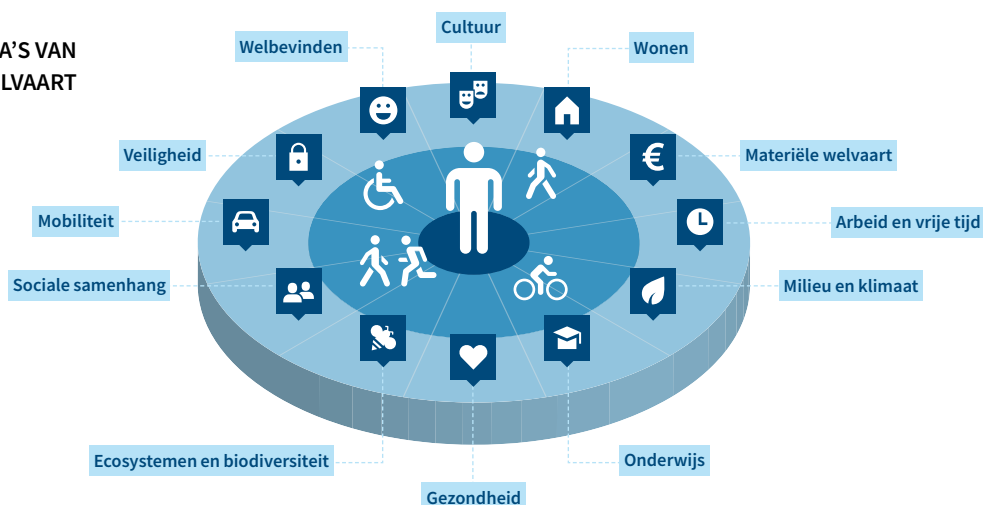 A'S VAN
LVAART
Cultuur
Welbevinden
Wonen
Veiligheid
Materiële welvaart
Mobiliteit
Arbeid en vrije tijd
Sociale samenhang
Milieu en klimaat
Ecosystemen en biodiversiteit
Onderwijs
Gezondheid